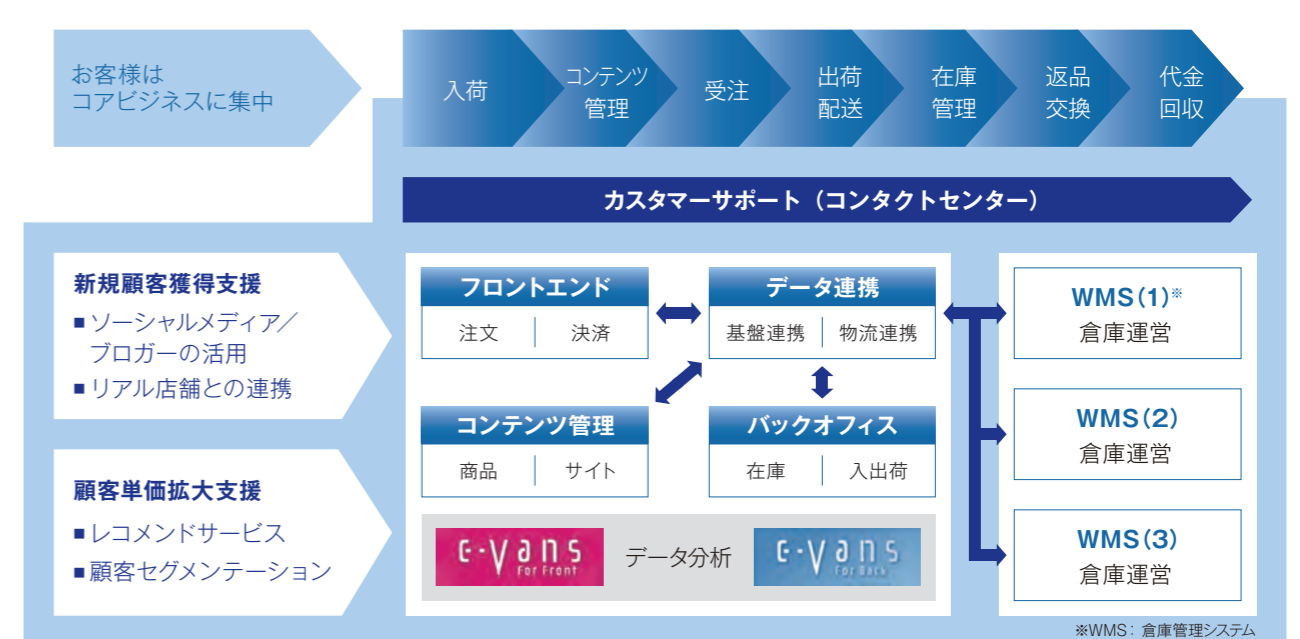 お客様は
コアビジネスに集中
入荷
コンテンツ
管理
受注
出荷
配送
在庫
管理
返品
交換
代金
回収
カスタマーサポート（コンタクトセンター）
新規顧客獲得支援
■ソーシャルメディア／
ブロガーの活用
■リアル店舗との連携
顧客単価拡大支援
■レコメンドサービス
■顧客セグメンテーション
フロントエンド
注文
決済
データ連携
基盤連携
物流連携
コンテンツ管理
商品
サイト
バックオフィス
在庫
入出荷
e-vans
For Front
データ分析
e-vans
For Back
WMS(1)※
倉庫運営
WMS(2)
倉庫運営
WMS(3)
倉庫運営
※WMS：倉庫管理システム